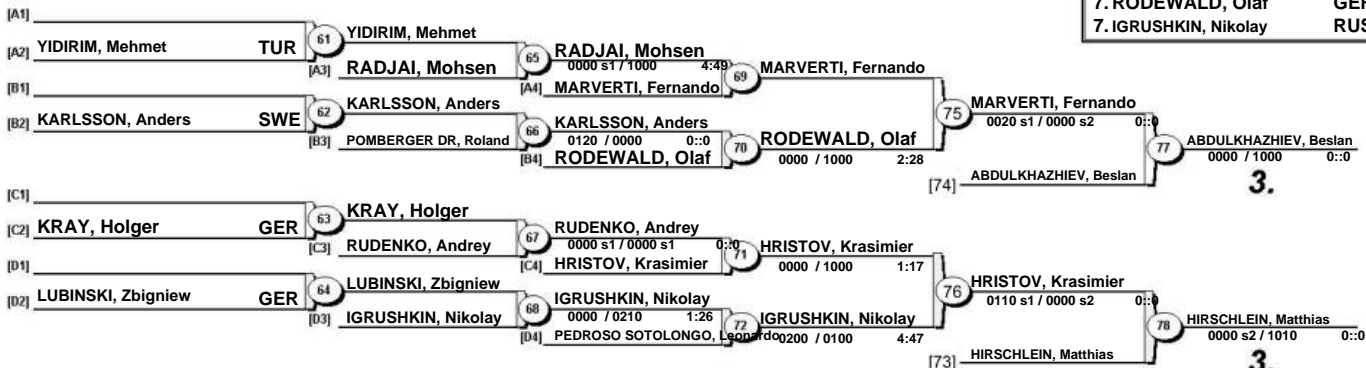 7. RODEWALD, Olaf GER
7. IGRUSHKIN, Nikolay RUS
[A1]
[A2] YIDIRIM, Mehmet TUR
61 YIDIRIM, Mehmet
[A3] RADJAI, Mohsen
65 RADJAI, Mohsen
0000 s1 / 1000 4:49
[A4] MARVERTI, Fernando
69 MARVERTI, Fernando
[B1]
[B2] KARLSSON, Anders SWE
62 KARLSSON, Anders
[B3] POMBERGER DR, Roland
66 KARLSSON, Anders
0120 / 0000 0::0
[B4] RODEWALD, Olaf
70 RODEWALD, Olaf
0000 / 1000 2:28
75 MARVERTI, Fernando
0020 s1 / 0000 s2 0::0
[74] ABDULKHAZHIEV, Beslan
77 ABDULKHAZHIEV, Beslan
0000 / 1000 0::0
3.
[C1]
[C2] KRAY, Holger GER
63 KRAY, Holger
[C3] RUDENKO, Andrey
67 RUDENKO, Andrey
0000 s1 / 0000 s1 0::0
[C4] HRISTOV, Krasimier
71 HRISTOV, Krasimier
0000 / 1000 1:17
[D1]
[D2] LUBINSKI, Zbigniew GER
64 LUBINSKI, Zbigniew
[D3] IGRUSHKIN, Nikolay
68 IGRUSHKIN, Nikolay
0000 / 0210 1:26
[D4] PEDROSO SOTOLONGO, Leonardo
72 IGRUSHKIN, Nikolay
0200 / 0100 4:47
76 HRISTOV, Krasimier
0110 s1 / 0000 s2 0::0
[73] HIRSCHLEIN, Matthias
78 HIRSCHLEIN, Matthias
0000 s2 / 1010 0::0
3.